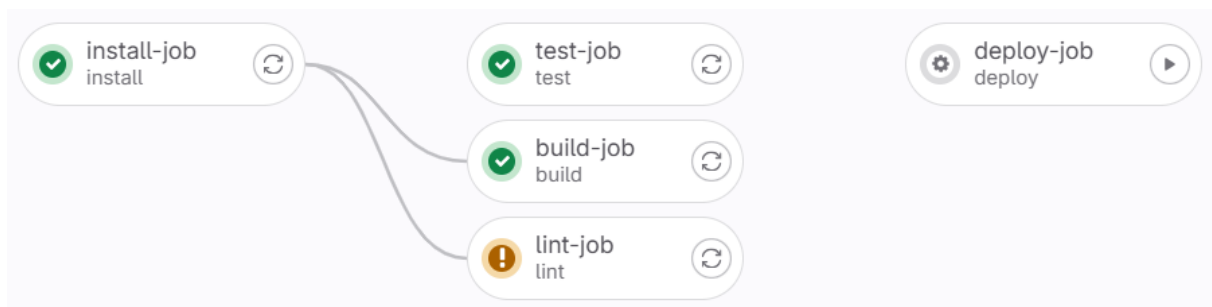 install-job
install
test-job
test
build-job
build
lint-job
lint
deploy-job
deploy